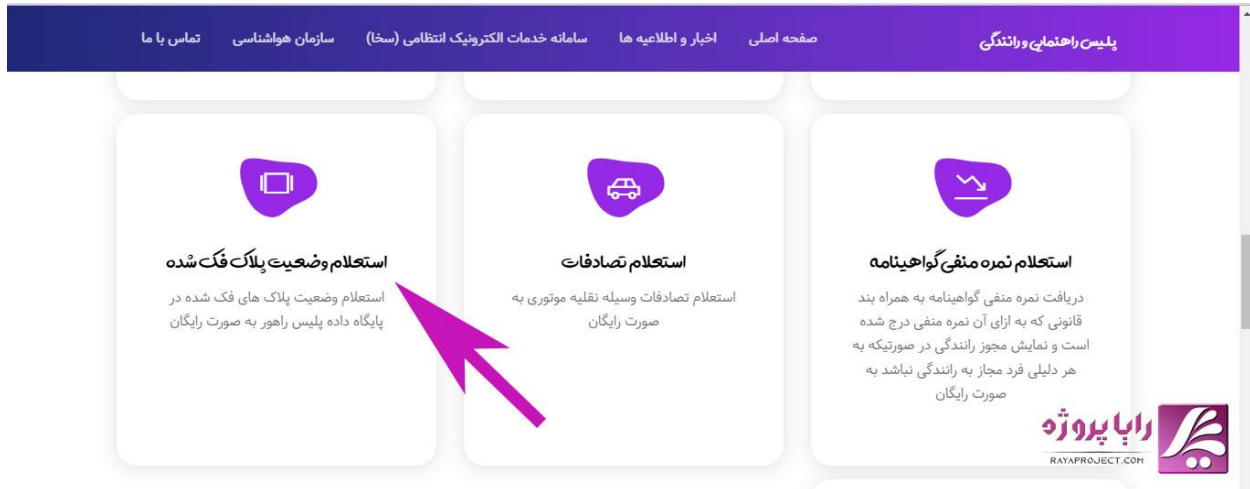 پلیس راهنمایی و رانندگی
صفحه اصلی
اخبار و اطلاعیه ها
سامانه خدمات الکترونیک انتظامی (سخا)
سازمان هواشناسی
تماس با ما
استعلام نمره منفی گواهینامه
دریافت نمره منفی گواهینامه به همراه بند
قانونی که به ازای آن نمره منفی درج شده
است و نمایش مجوز رانندگی در صورتیکه به
هر دلیلی فرد مجاز به رانندگی نباشد به
صورت رایگان
استعلام تصادفات
استعلام تصادفات وسیله نقلیه موتوری به
صورت رایگان
استعلام وضعیت پلاک فک شده
استعلام وضعیت پلاک های فک شده در
پایگاه داده پلیس راهور به صورت رایگان
رایا پروژه
RAYAPROJECT.COM